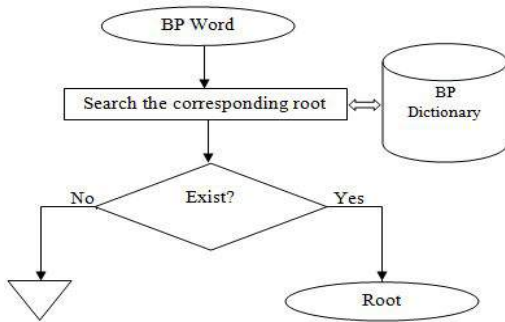 BP Word
Search the corresponding root
BP
Dictionary
Exist?
No
Yes
Root